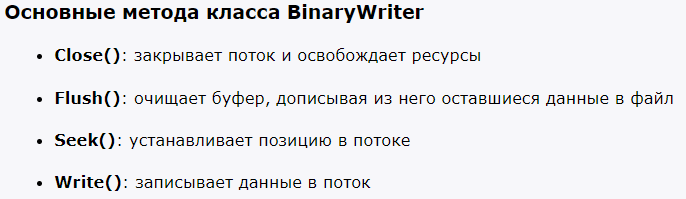 Основные метода класса BinaryWriter
• Close(): закрывает поток и освобождает ресурсы
• Flush(): очищает буфер, дописывая из него оставшиеся данные в файл
• Seek(): устанавливает позицию в потоке
• Write(): записывает данные в поток